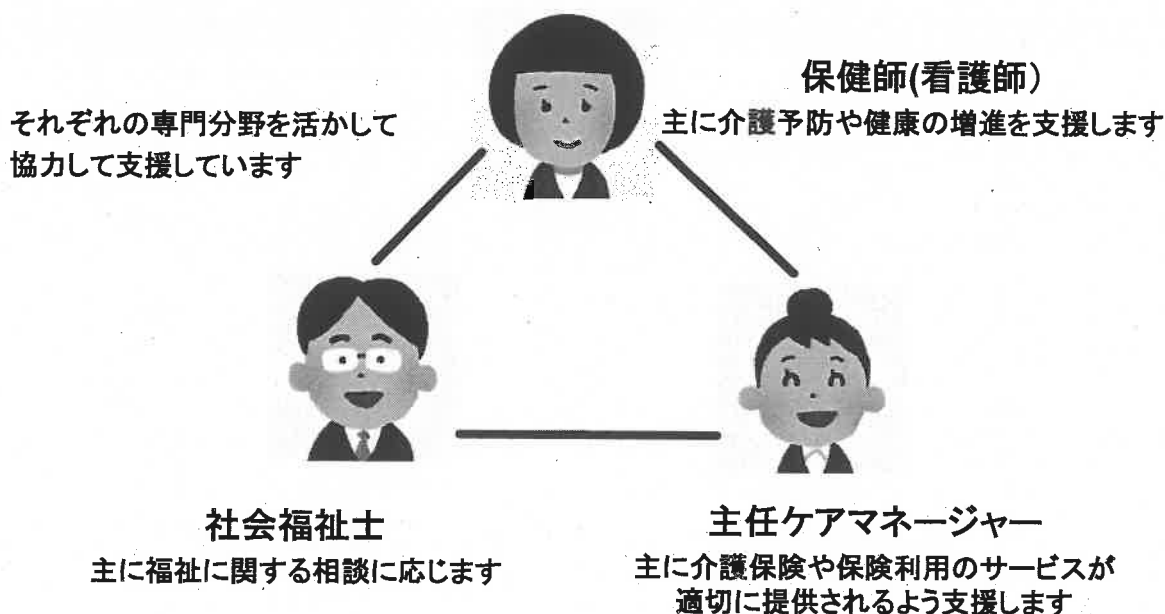 保健師(看護師)
主に介護予防や健康の増進を支援します
それぞれの専門分野を活かして
協力して支援しています
社会福祉士
主に福祉に関する相談に応じます
主任ケアマネージャー
主に介護保険や保険利用のサービスが
適切に提供されるよう支援します